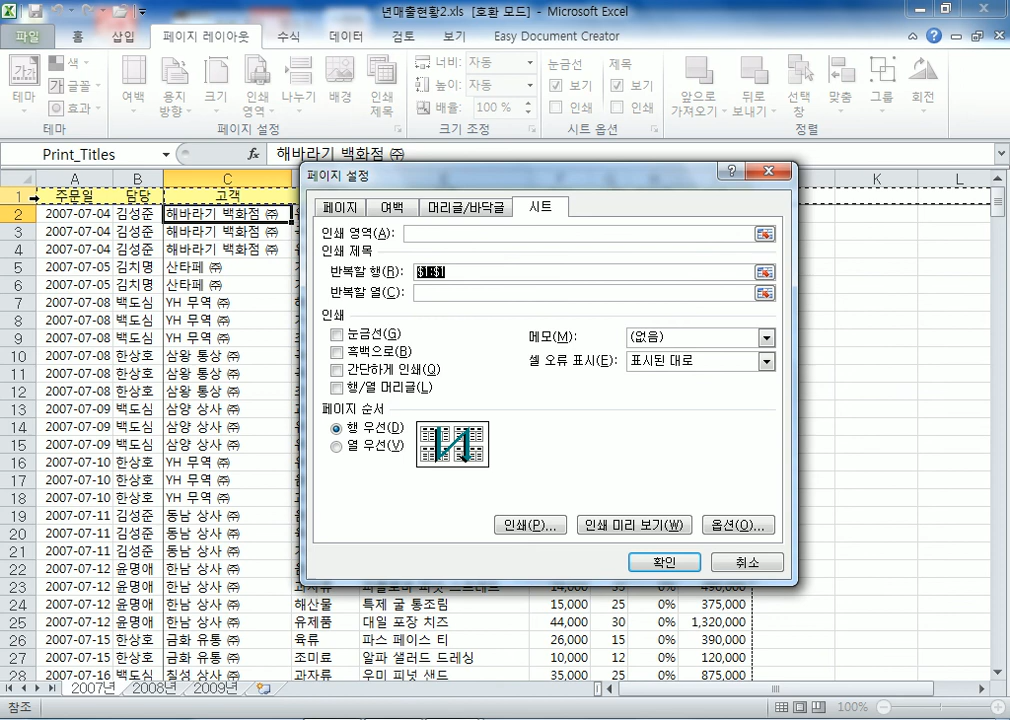 년매출현황2.xls [호환 모드] - Microsoft Excel
파일 홈 삽입 페이지 레이아웃 수식 데이터 검토 보기 Easy Document Creator
가가 테마 색 글꼴 효과
여백 용지 방향 크기 인쇄 영역 나누기 배경 인쇄 제목
너비: 자동
높이: 자동
배율: 100 %
눈금선 제목
보기 보기
인쇄 인쇄
앞으로 가져오기 뒤로 보내기 선택 창 맞춤 그룹 회전
테마 페이지 설정 크기 조정 시트 옵션 정렬
Print_Titles fx 해바라기 백화점 ㈜
A B C K L
1 주문일 담당 고객
2 2007-07-04 김성준 해바라기 백화점 ㈜
3 2007-07-04 김성준 해바라기 백화점 ㈜
4 2007-07-04 김성준 해바라기 백화점 ㈜
5 2007-07-05 김치명 산타페 ㈜
6 2007-07-05 김치명 산타페 ㈜
7 2007-07-08 백도심 YH 무역 ㈜
8 2007-07-08 백도심 YH 무역 ㈜
9 2007-07-08 백도심 YH 무역 ㈜
10 2007-07-08 한상호 삼왕 통상 ㈜
11 2007-07-08 한상호 삼왕 통상 ㈜
12 2007-07-08 한상호 삼왕 통상 ㈜
13 2007-07-09 백도심 삼양 상사 ㈜
14 2007-07-09 백도심 삼양 상사 ㈜
15 2007-07-09 백도심 삼양 상사 ㈜
16 2007-07-10 한상호 YH 무역 ㈜
17 2007-07-10 한상호 YH 무역 ㈜
18 2007-07-10 한상호 YH 무역 ㈜
19 2007-07-11 김성준 동남 상사 ㈜
20 2007-07-11 김성준 동남 상사 ㈜
21 2007-07-11 김성준 동남 상사 ㈜
22 2007-07-12 윤명애 한남 상사 ㈜
23 2007-07-12 윤명애 한남 상사 ㈜
24 2007-07-12 윤명애 한남 상사 ㈜ 해산물 특제 굴 통조림 15,000 25 0% 375,000
25 2007-07-12 윤명애 한남 상사 ㈜ 유제품 대일 포장 치즈 44,000 30 0% 1,320,000
26 2007-07-15 한상호 금화 유통 ㈜ 육류 파스 페이스 티 26,000 15 0% 390,000
27 2007-07-15 한상호 금화 유통 ㈜ 조미료 알파 샐러드 드레싱 10,000 12 0% 120,000
28 2007-07-16 백도심 칠성 상사 ㈜ 과자류 우미 피넛 샌드 35,000 25 0% 875,000
페이지 설정
페이지 여백 머리글/바닥글 시트
인쇄 영역(A):
인쇄 제목
반복할 행(R): $1:$1
반복할 열(C):
인쇄
눈금선(G)
흑백으로(B)
간단하게 인쇄(Q)
행/열 머리글(L)
메모(M): (없음)
셀 오류 표시(E): 표시된 대로
페이지 순서
행 우선(D)
열 우선(V)
인쇄(P)... 인쇄 미리 보기(W) 옵션(O)...
확인 취소
2007년 2008년 2009년
참조 100%